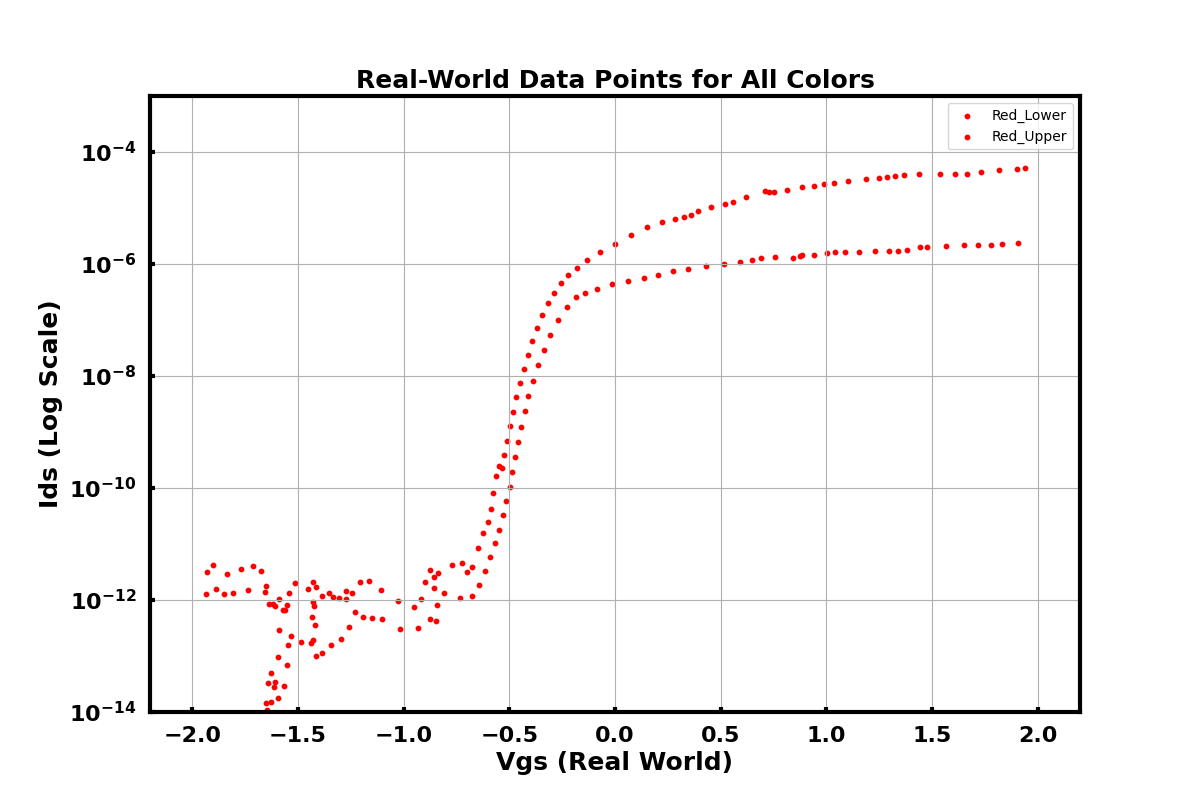 Real-World Data Points for All Colors
Red_Lower
Red_Upper
Ids (Log Scale)
10⁻⁴
10⁻⁶
10⁻⁸
10⁻¹⁰
10⁻¹²
10⁻¹⁴
−2.0 −1.5 −1.0 −0.5 0.0 0.5 1.0 1.5 2.0
Vgs (Real World)